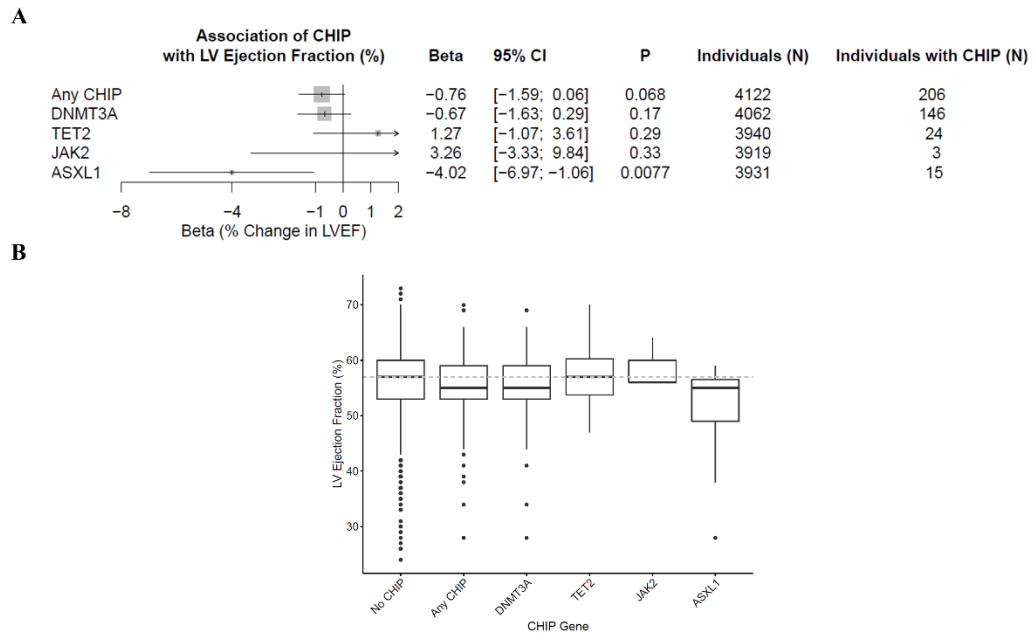 A
Association of CHIP
with LV Ejection Fraction (%) Beta 95% CI P Individuals (N) Individuals with CHIP (N)
Any CHIP −0.76 [−1.59; 0.06] 0.068 4122 206
DNMT3A −0.67 [−1.63; 0.29] 0.17 4062 146
TET2 1.27 [−1.07; 3.61] 0.29 3940 24
JAK2 3.26 [−3.33; 9.84] 0.33 3919 3
ASXL1 −4.02 [−6.97; −1.06] 0.0077 3931 15
−8 −4 −1 0 1 2
Beta (% Change in LVEF)
B
LV Ejection Fraction (%)
70
60
50
40
30
No CHIP Any CHIP DNMT3A TET2 JAK2 ASXL1
CHIP Gene